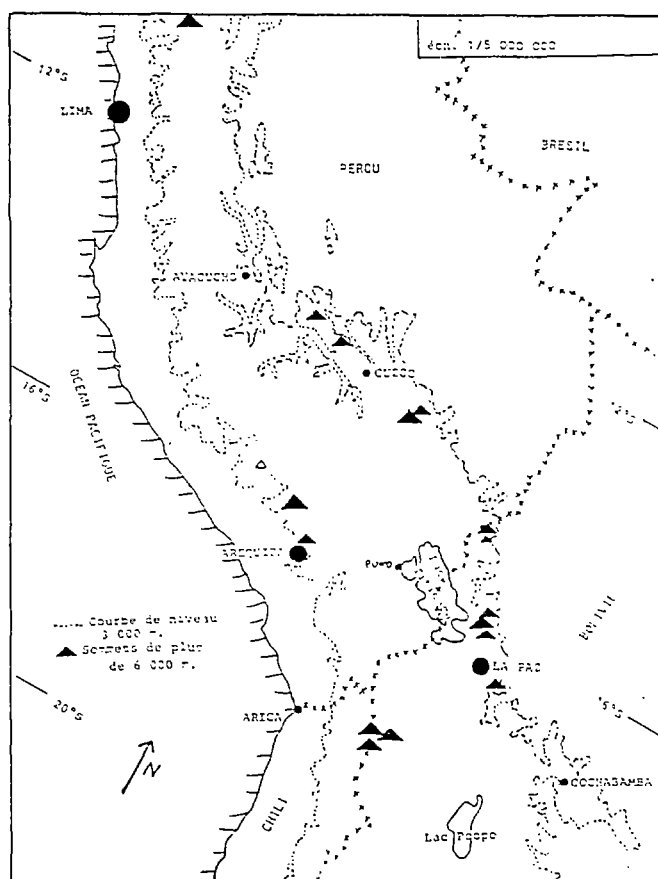 éch. 1/5 000 000
12°S
LIMA
BRESIL
PEROU
AYACUCHO
CUZCO
16°S
OCEAN PACIFIQUE
AREQUIPA
PUNO
Courbe de niveau
3 000 m.
Sommets de plus
de 6 000 m.
BOLIVIE
LA PAZ
20°S
ARICA
N
CHILI
COCHABAMBA
Lac Poopo